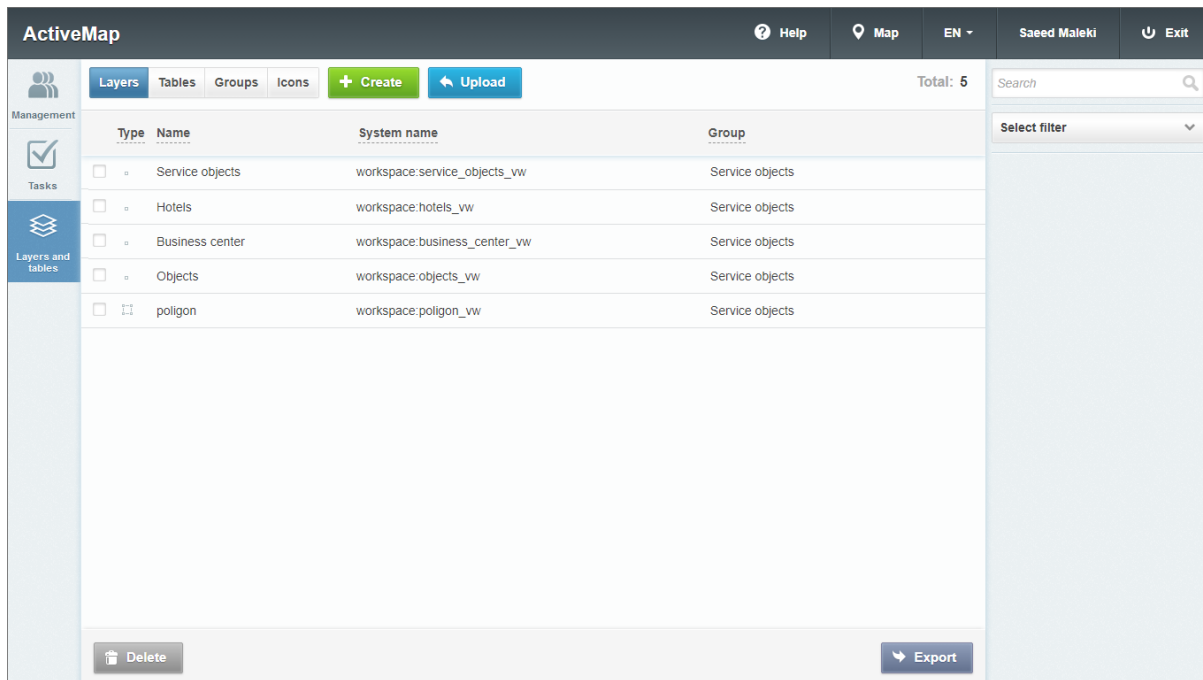 ActiveMap
Help
Map
EN
Saeed Maleki
Exit
Management
Tasks
Layers and
tables
Layers Tables Groups Icons Create Upload Total: 5
Type Name System name Group
Service objects workspace:service_objects_vw Service objects
Hotels workspace:hotels_vw Service objects
Business center workspace:business_center_vw Service objects
Objects workspace:objects_vw Service objects
poligon workspace:poligon_vw Service objects
Delete
Export
Search
Select filter